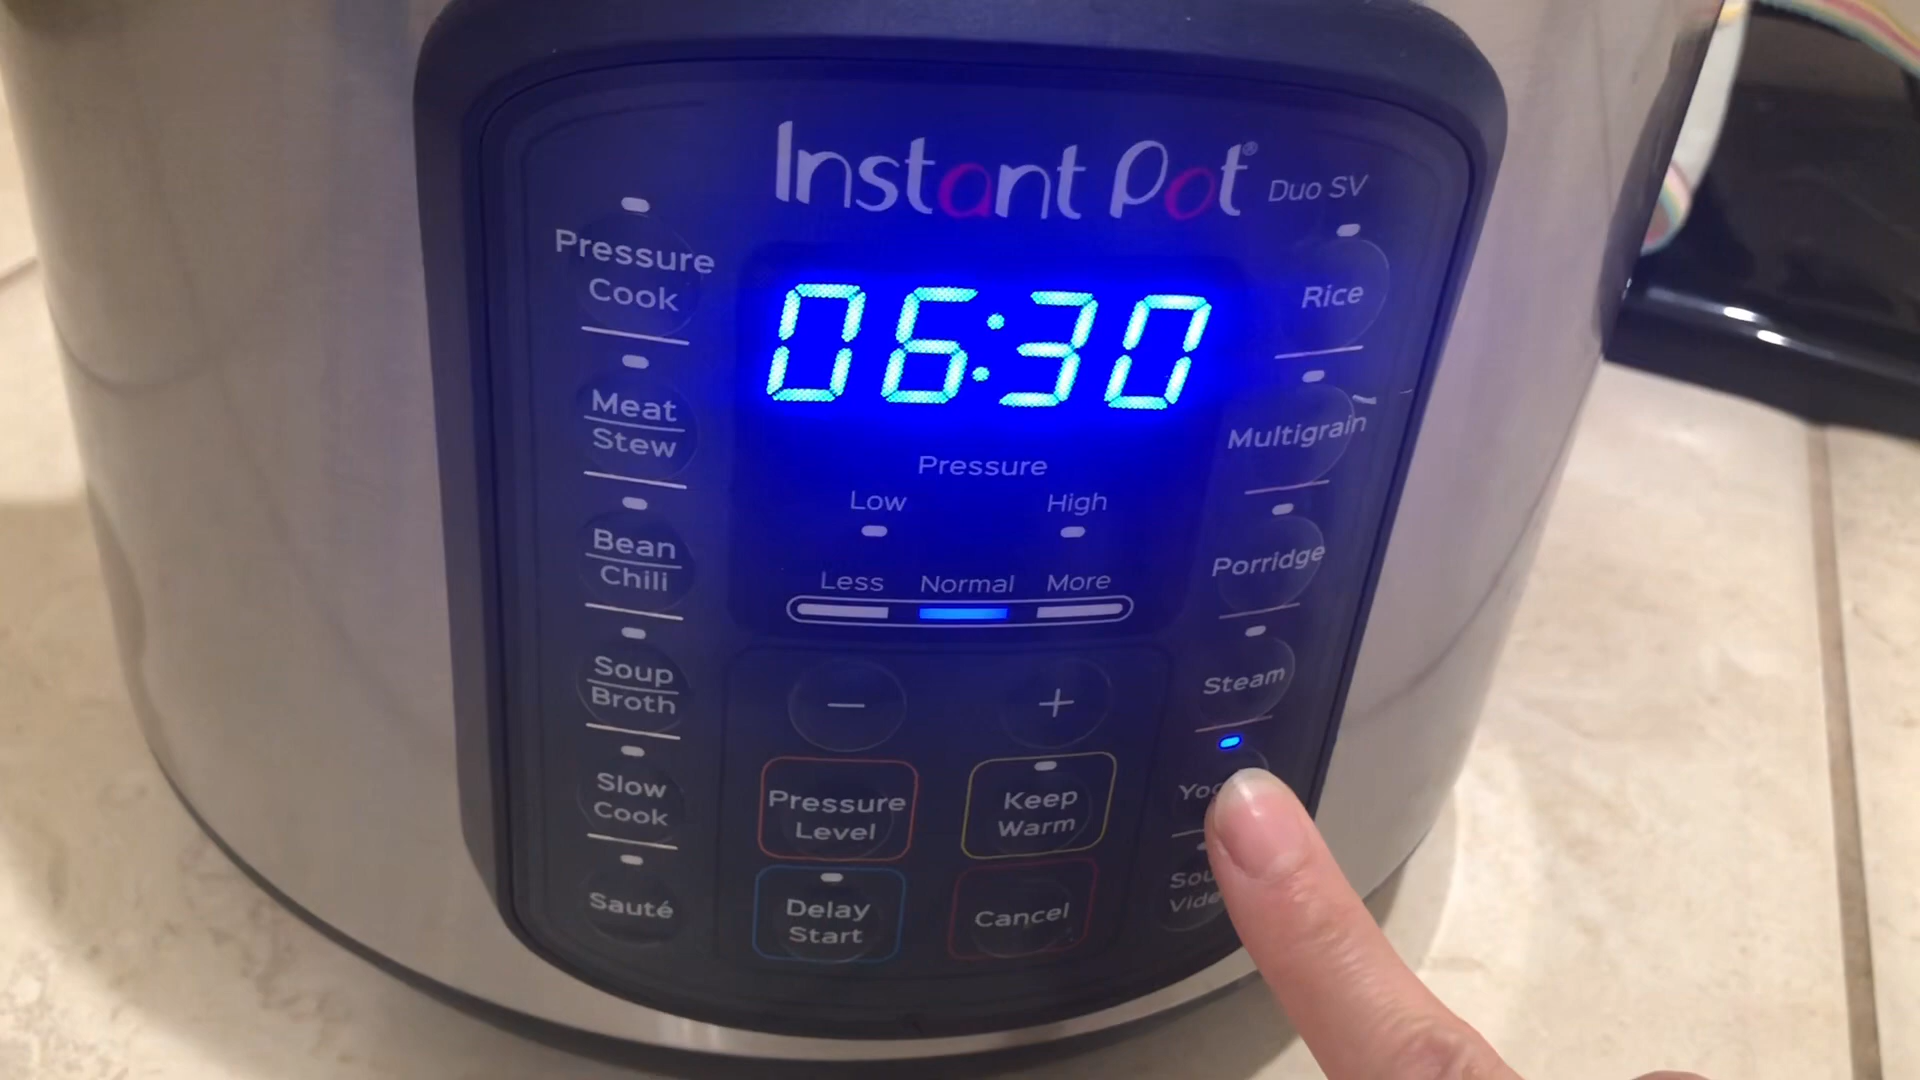 Instant Pot® Duo SV
06:30
Pressure
Low High
Less Normal More
Pressure
Cook
Meat
Stew
Bean
Chili
Soup
Broth
Slow
Cook
Sauté
− +
Pressure
Level
Keep
Warm
Delay
Start
Cancel
Rice
Multigrain
Porridge
Steam